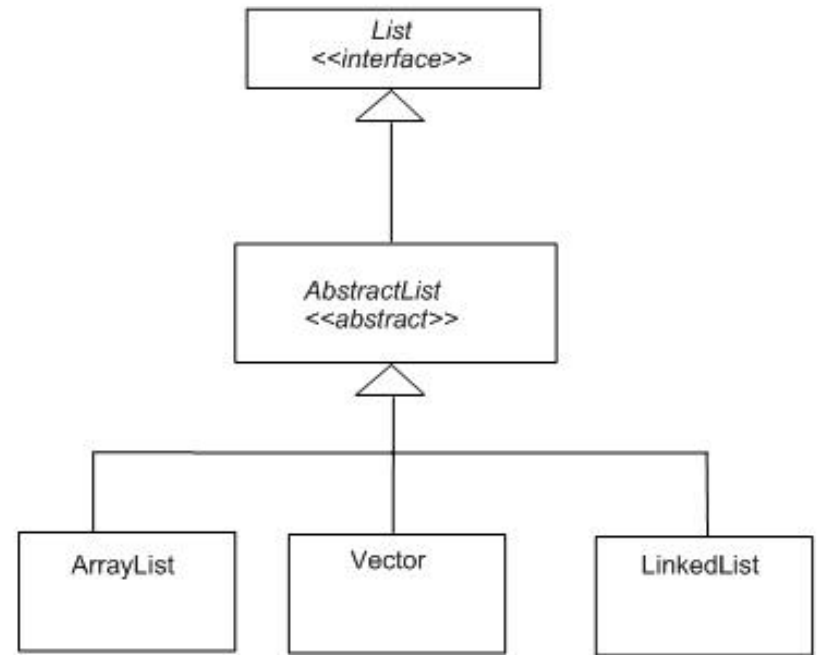 List
<<interface>>
AbstractList
<<abstract>>
ArrayList
Vector
LinkedList